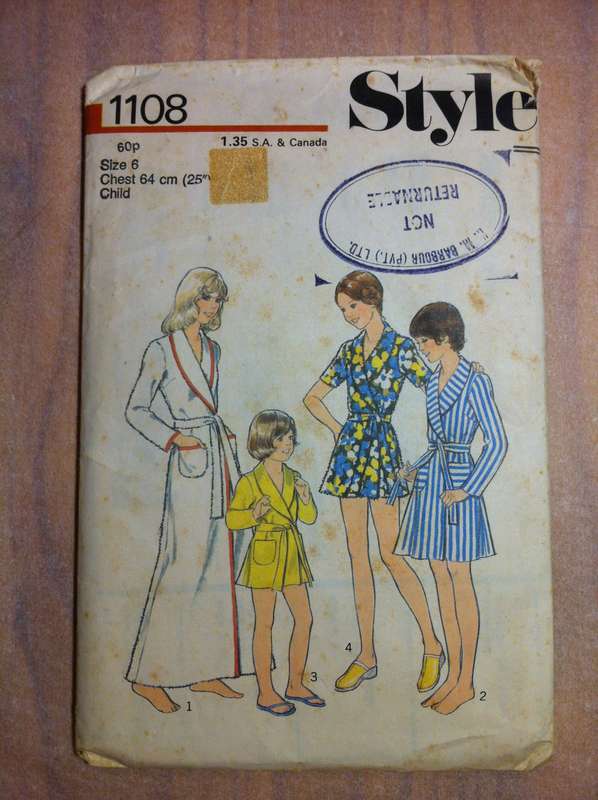 1108
Style
60p
1.35 S.A. & Canada
Size 6
Chest 64 cm (25")
Child
NOT
RETURNABLE
M. BARBOUR (PVT.) LTD.
1
3
4
2